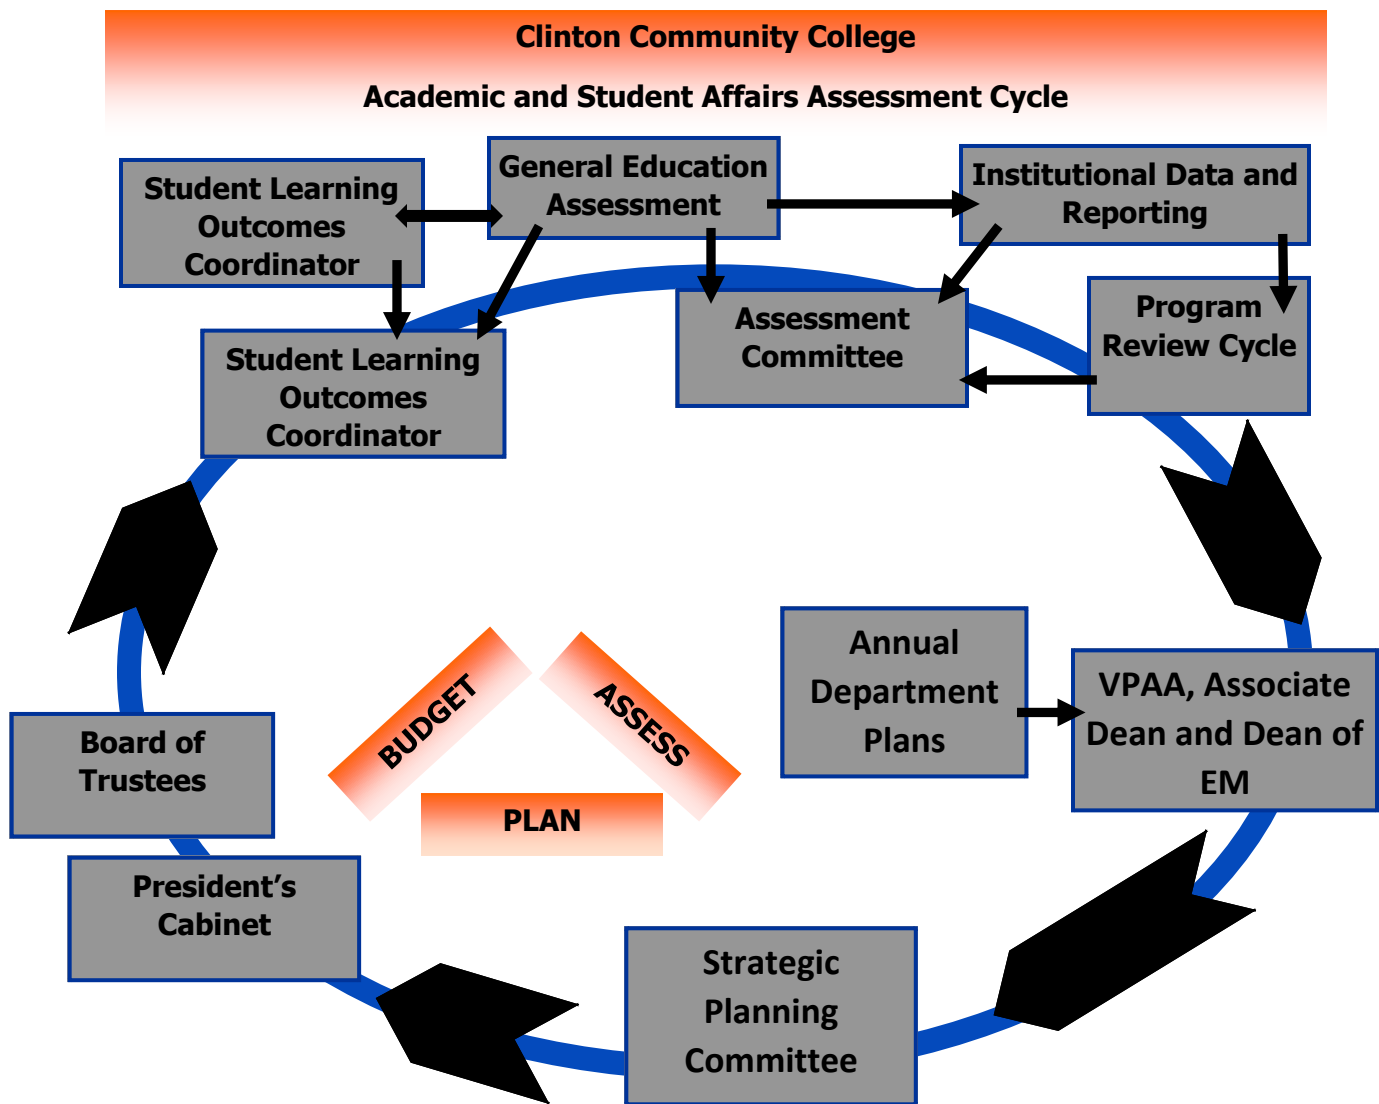 Clinton Community College
Academic and Student Affairs Assessment Cycle
Student Learning
Outcomes
Coordinator
General Education
Assessment
Institutional Data and
Reporting
Student Learning
Outcomes
Coordinator
Assessment
Committee
Program
Review Cycle
Annual
Department
Plans
VPAA, Associate
Dean and Dean of
EM
BUDGET
ASSESS
PLAN
Board of
Trustees
President’s
Cabinet
Strategic
Planning
Committee